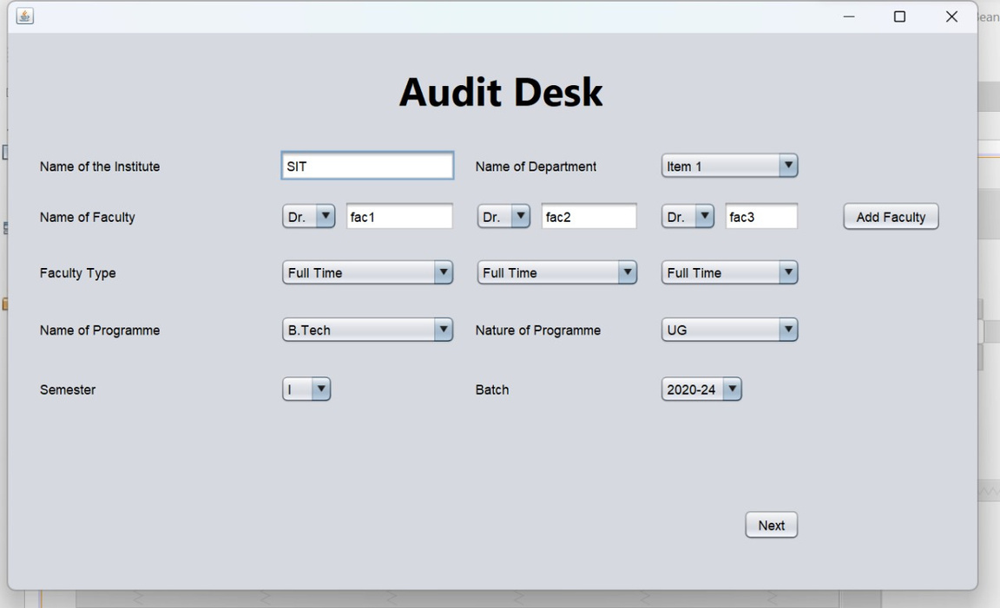 Audit Desk
Name of the Institute SIT Name of Department Item 1
Name of Faculty Dr. fac1 Dr. fac2 Dr. fac3 Add Faculty
Faculty Type Full Time Full Time Full Time
Name of Programme B.Tech Nature of Programme UG
Semester I Batch 2020-24
Next